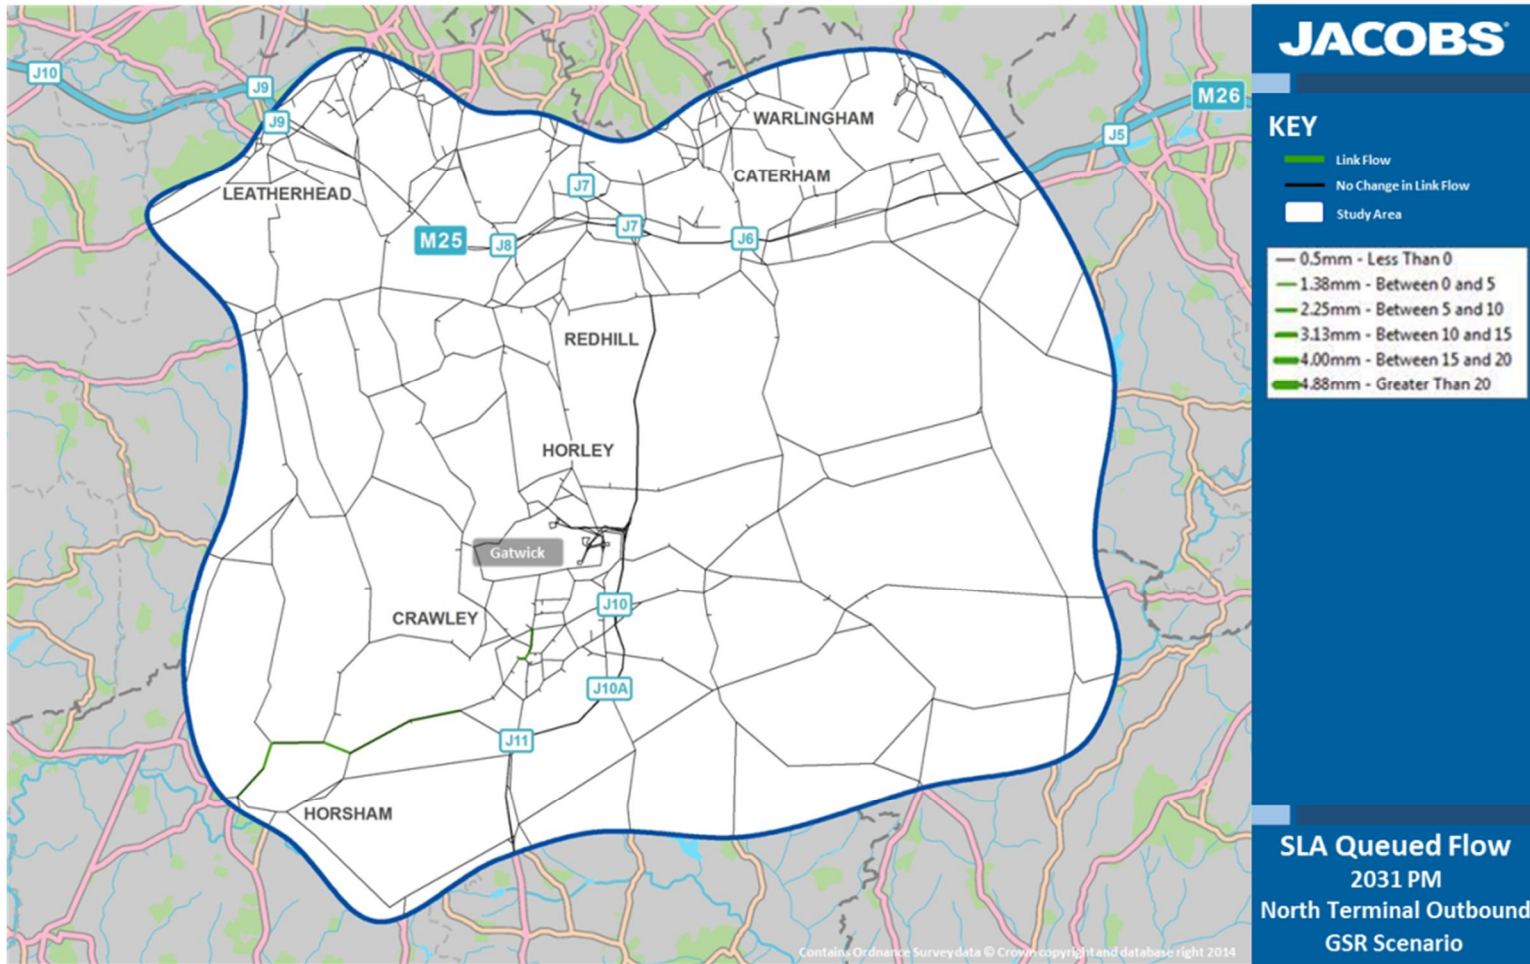 JACOBS
KEY
Link Flow
No Change in Link Flow
Study Area
0.5mm - Less Than 0
1.38mm - Between 0 and 5
2.25mm - Between 5 and 10
3.13mm - Between 10 and 15
4.00mm - Between 15 and 20
4.88mm - Greater Than 20
J10
J9
J9
M26
J5
WARLINGHAM
CATERHAM
LEATHERHEAD
J7
J7
M25
J8
J6
REDHILL
HORLEY
Gatwick
J10
CRAWLEY
J10A
J11
HORSHAM
SLA Queued Flow
2031 PM
North Terminal Outbound
GSR Scenario
Contains Ordnance Survey data © Crown copyright and database right 2014